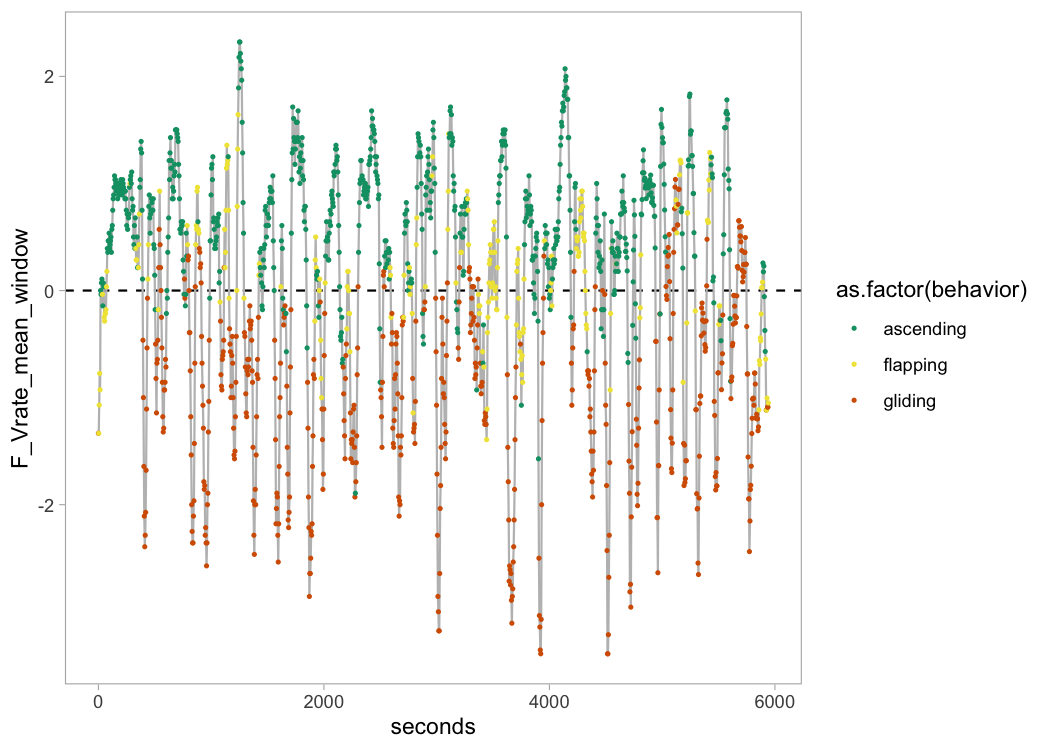 F_Vrate_mean_window
2
0
-2
0
2000
4000
6000
seconds
as.factor(behavior)
ascending
flapping
gliding